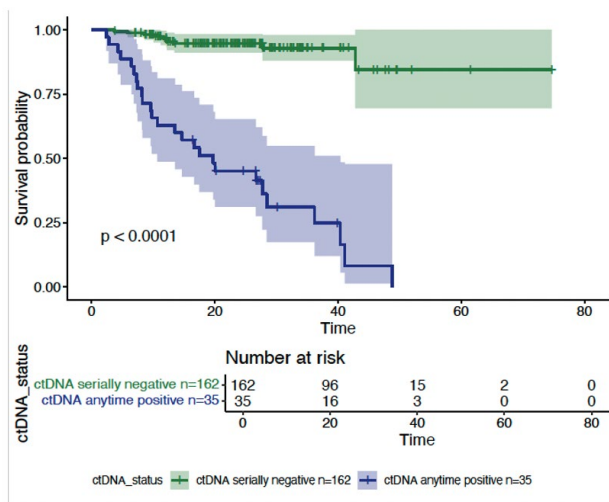 1.00
0.75
0.50
0.25
0.00
Survival probability
p < 0.0001
0 20 40 60 80
Time
Number at risk
ctDNA_status
ctDNA serially negative n=162 162 96 15 2 0
ctDNA anytime positive n=35 35 16 3 0 0
0 20 40 60 80
Time
ctDNA_status ctDNA serially negative n=162 ctDNA anytime positive n=35